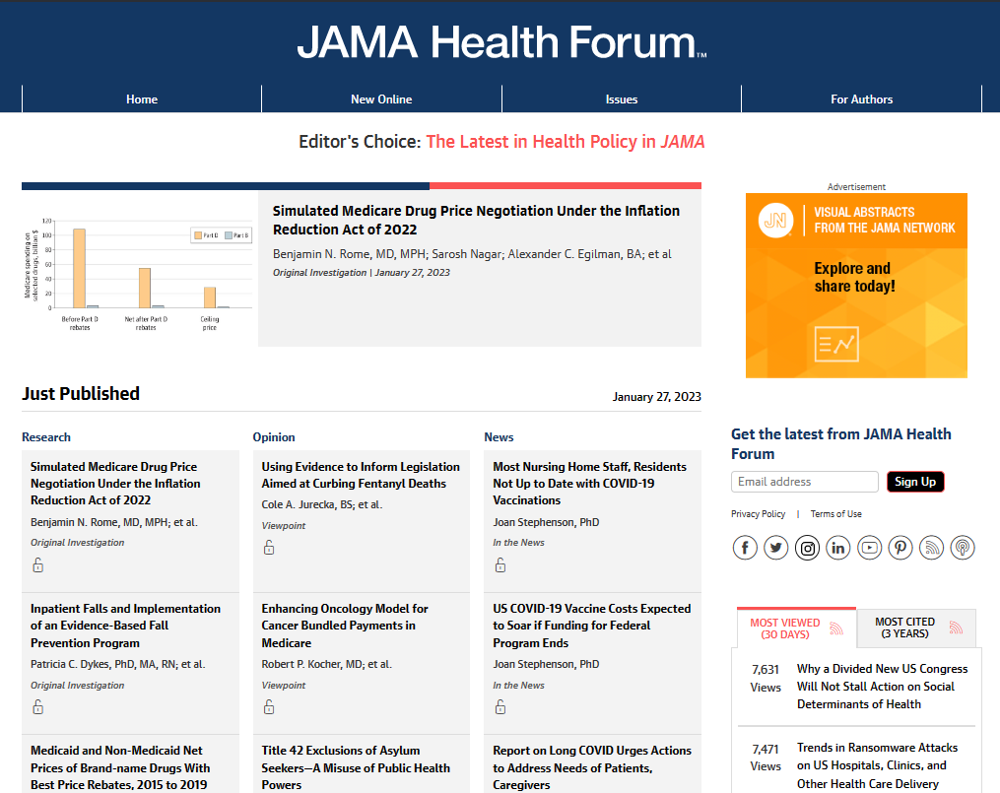 JAMA Health Forum™
Home
New Online
Issues
For Authors
Editor's Choice: The Latest in Health Policy in JAMA
Medicare spending on
selected drugs, billion $
120
100
80
60
40
20
0
Part D
Part B
Before Part D
rebates
Net after Part D
rebates
Ceiling
price
Simulated Medicare Drug Price Negotiation Under the Inflation
Reduction Act of 2022
Benjamin N. Rome, MD, MPH; Sarosh Nagar; Alexander C. Egilman, BA; et al
Original Investigation | January 27, 2023
Advertisement
JN
VISUAL ABSTRACTS
FROM THE JAMA NETWORK
Explore and
share today!
Just Published
January 27, 2023
Research
Simulated Medicare Drug Price
Negotiation Under the Inflation
Reduction Act of 2022
Benjamin N. Rome, MD, MPH; et al.
Original Investigation
Inpatient Falls and Implementation
of an Evidence-Based Fall
Prevention Program
Patricia C. Dykes, PhD, MA, RN; et al.
Original Investigation
Medicaid and Non-Medicaid Net
Prices of Brand-name Drugs With
Best Price Rebates, 2015 to 2019
Opinion
Using Evidence to Inform Legislation
Aimed at Curbing Fentanyl Deaths
Cole A. Jurecka, BS; et al.
Viewpoint
Enhancing Oncology Model for
Cancer Bundled Payments in
Medicare
Robert P. Kocher, MD; et al.
Viewpoint
Title 42 Exclusions of Asylum
Seekers—A Misuse of Public Health
Powers
News
Most Nursing Home Staff, Residents
Not Up to Date with COVID-19
Vaccinations
Joan Stephenson, PhD
In the News
US COVID-19 Vaccine Costs Expected
to Soar if Funding for Federal
Program Ends
Joan Stephenson, PhD
In the News
Report on Long COVID Urges Actions
to Address Needs of Patients,
Caregivers
Get the latest from JAMA Health
Forum
Email address
Sign Up
Privacy Policy | Terms of Use
MOST VIEWED
(30 DAYS)
MOST CITED
(3 YEARS)
7,631
Views
Why a Divided New US Congress
Will Not Stall Action on Social
Determinants of Health
7,471
Views
Trends in Ransomware Attacks
on US Hospitals, Clinics, and
Other Health Care Delivery